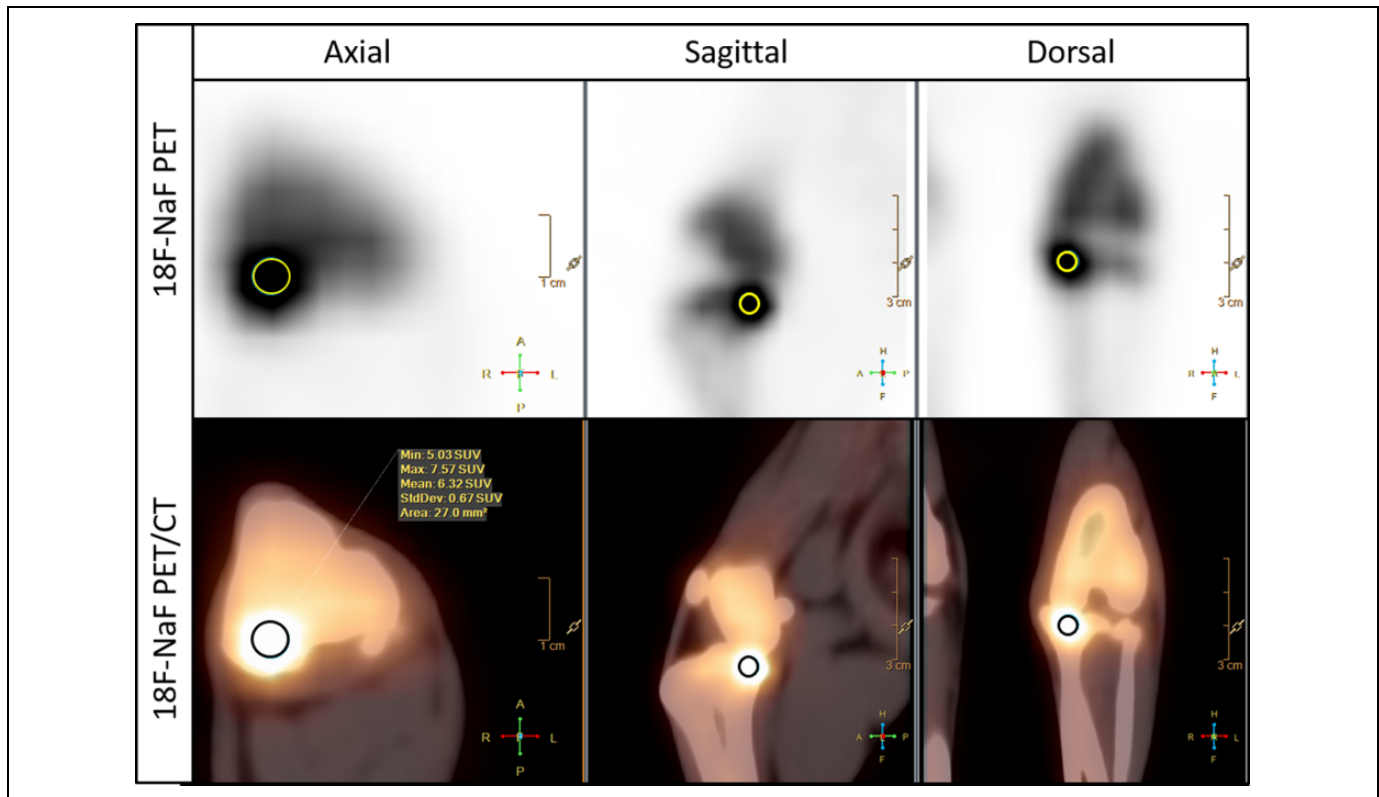 Axial
Sagittal
Dorsal
18F-NaF PET
1 cm
3 cm
3 cm
A
R L
P
H
A P
F
H
R L
F
18F-NaF PET/CT
Min: 5.03 SUV
Max: 7.57 SUV
Mean: 6.32 SUV
StdDev: 0.67 SUV
Area: 27.0 mm²
1 cm
3 cm
3 cm
A
R L
P
H
A P
F
H
R L
F